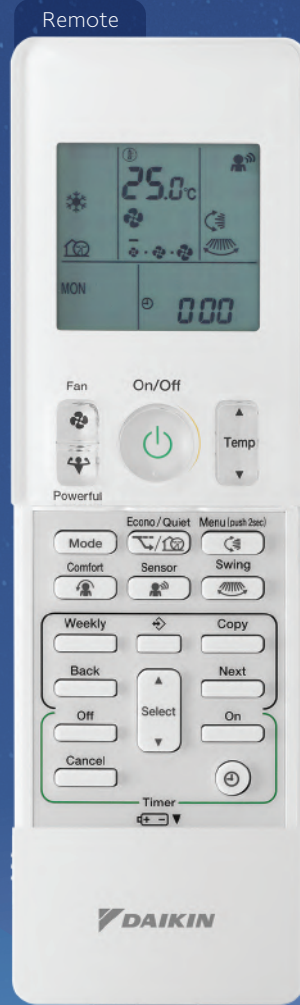 Remote
25.0°C
MON
0:00
Fan
On/Off
Temp
Powerful
Mode
Econo/Quiet
Menu (push 2sec)
Comfort
Sensor
Swing
Weekly
Copy
Back
Select
Next
Off
On
Cancel
Timer
+ -
DAIKIN